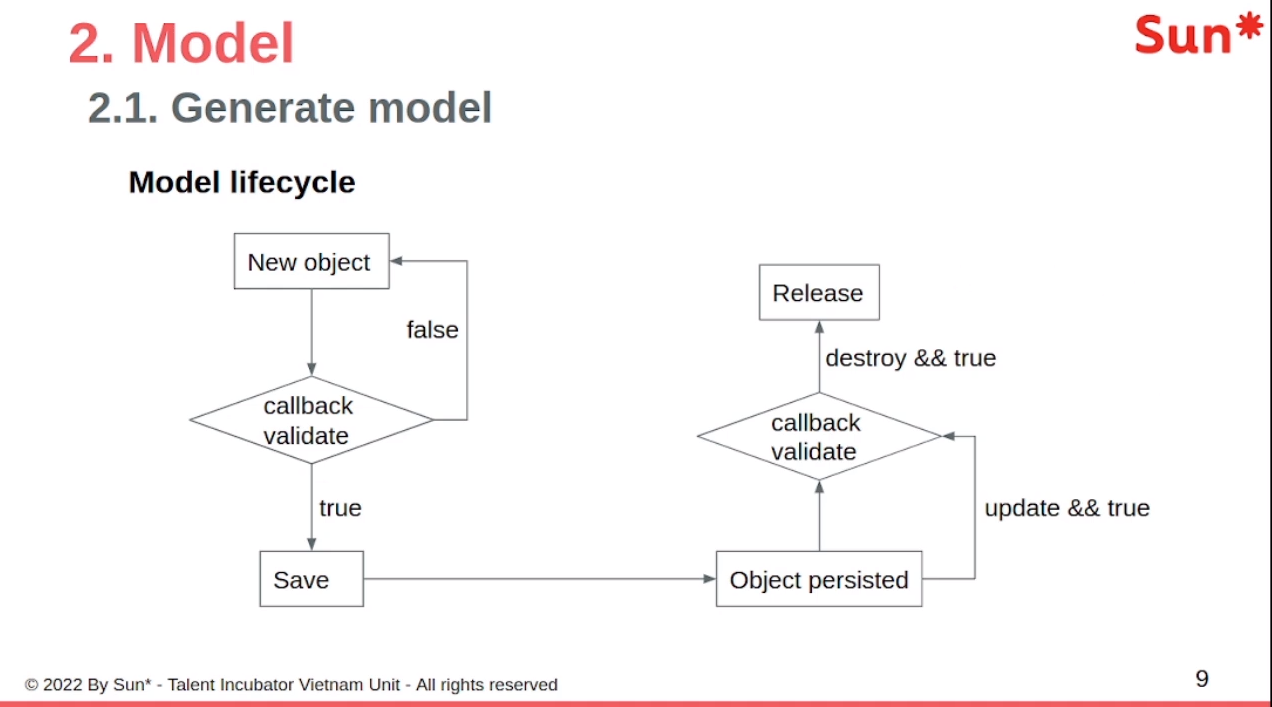 2. Model
Sun*
2.1. Generate model
Model lifecycle
New object
false
callback
validate
true
Save
Release
destroy && true
callback
validate
update && true
Object persisted
© 2022 By Sun* - Talent Incubator Vietnam Unit - All rights reserved
9